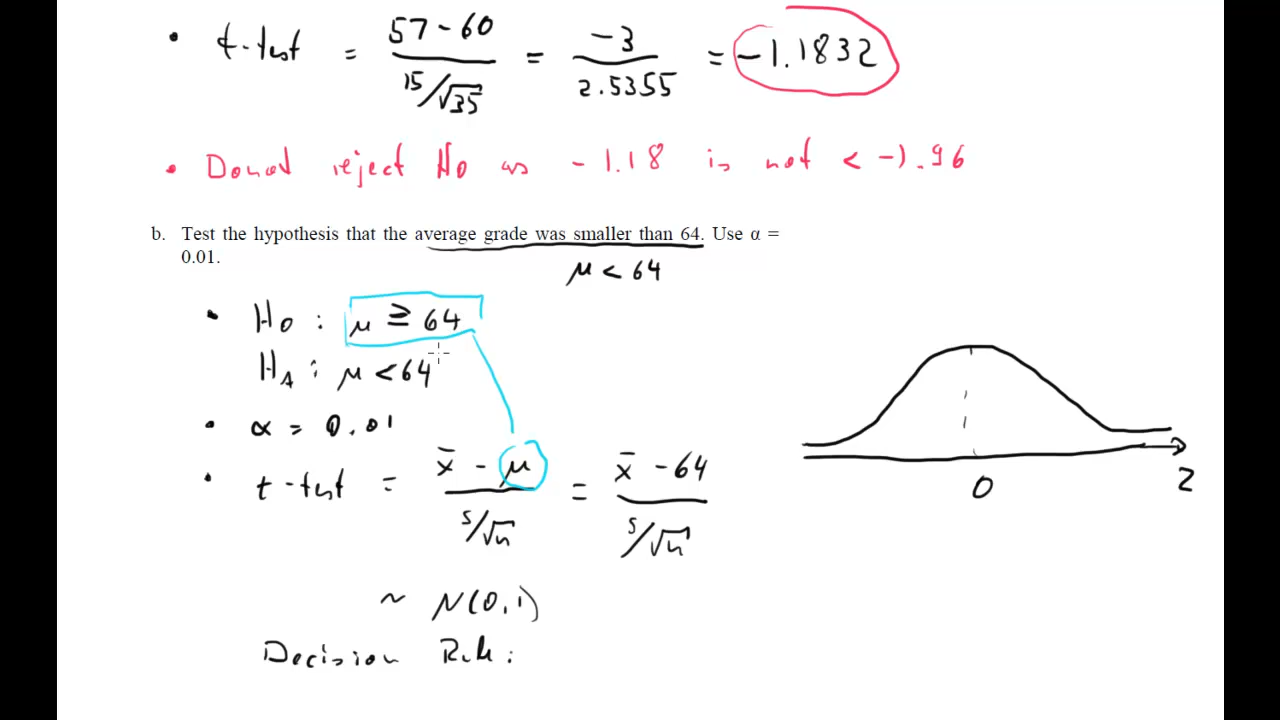 • t-test = 57 - 60 / 15/√35 = -3 / 2.5355 = -1.1832
• Do not reject H0 as -1.18 is not < -1.96
b. Test the hypothesis that the average grade was smaller than 64. Use α =
0.01.
μ < 64
• H0 : μ ≥ 64
HA : μ < 64
• α = 0.01
• t-test = x̄ - μ / s/√n = x̄ - 64 / s/√n
0
Z
~ N(0,1)
Decision Rule: